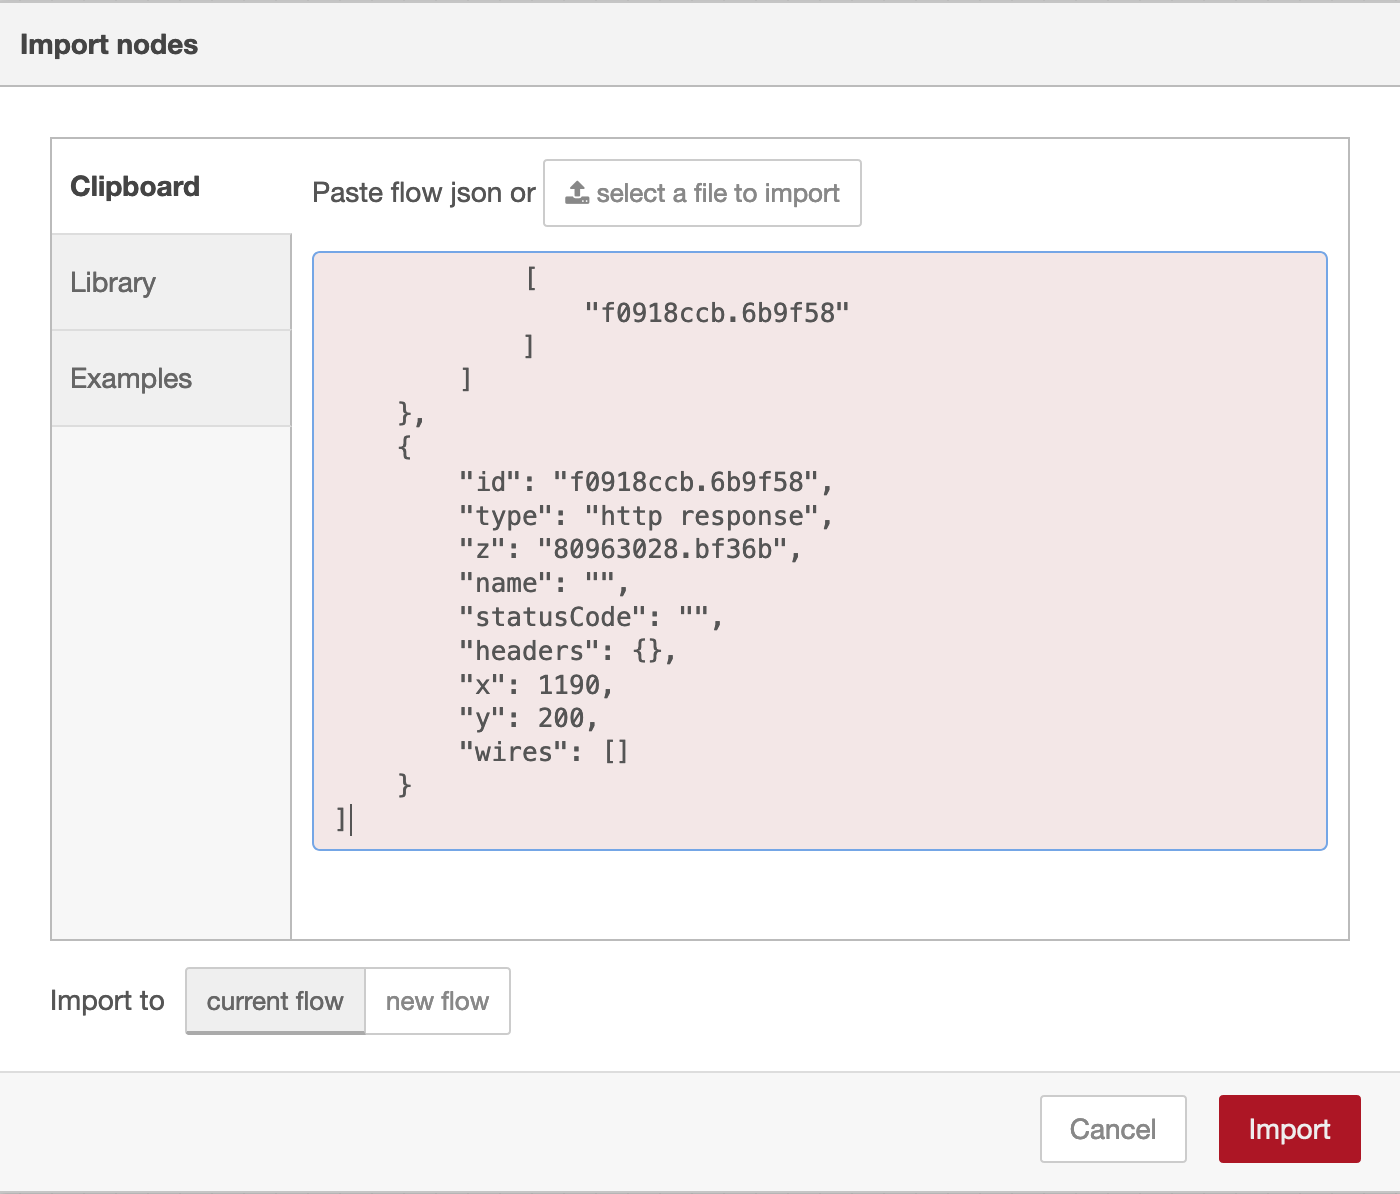 Import nodes
Clipboard
Library
Examples
Paste flow json or
select a file to import
[
"f0918ccb.6b9f58"
]
]
},
{
"id": "f0918ccb.6b9f58",
"type": "http response",
"z": "80963028.bf36b",
"name": "",
"statusCode": "",
"headers": {},
"x": 1190,
"y": 200,
"wires": []
}
]
Import to
current flow
new flow
Cancel
Import